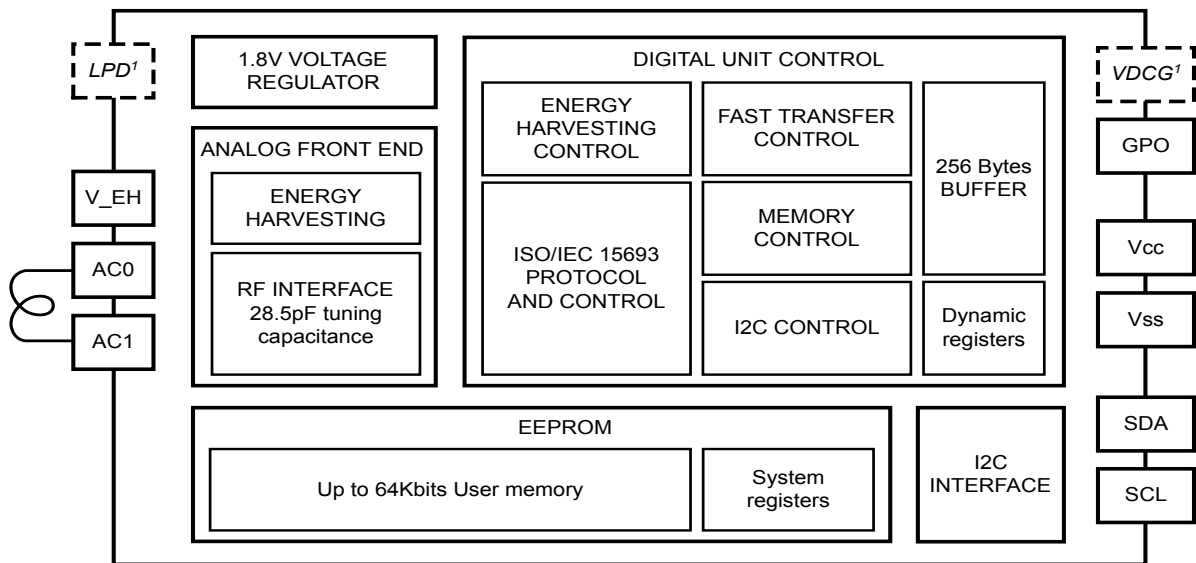 LPD¹
V_EH
AC0
AC1
1.8V VOLTAGE
REGULATOR
ANALOG FRONT END
ENERGY
HARVESTING
RF INTERFACE
28.5pF tuning
capacitance
DIGITAL UNIT CONTROL
ENERGY
HARVESTING
CONTROL
FAST TRANSFER
CONTROL
256 Bytes
BUFFER
ISO/IEC 15693
PROTOCOL
AND CONTROL
MEMORY
CONTROL
I2C CONTROL
Dynamic
registers
EEPROM
Up to 64Kbits User memory
System
registers
I2C
INTERFACE
VDCG¹
GPO
Vcc
Vss
SDA
SCL